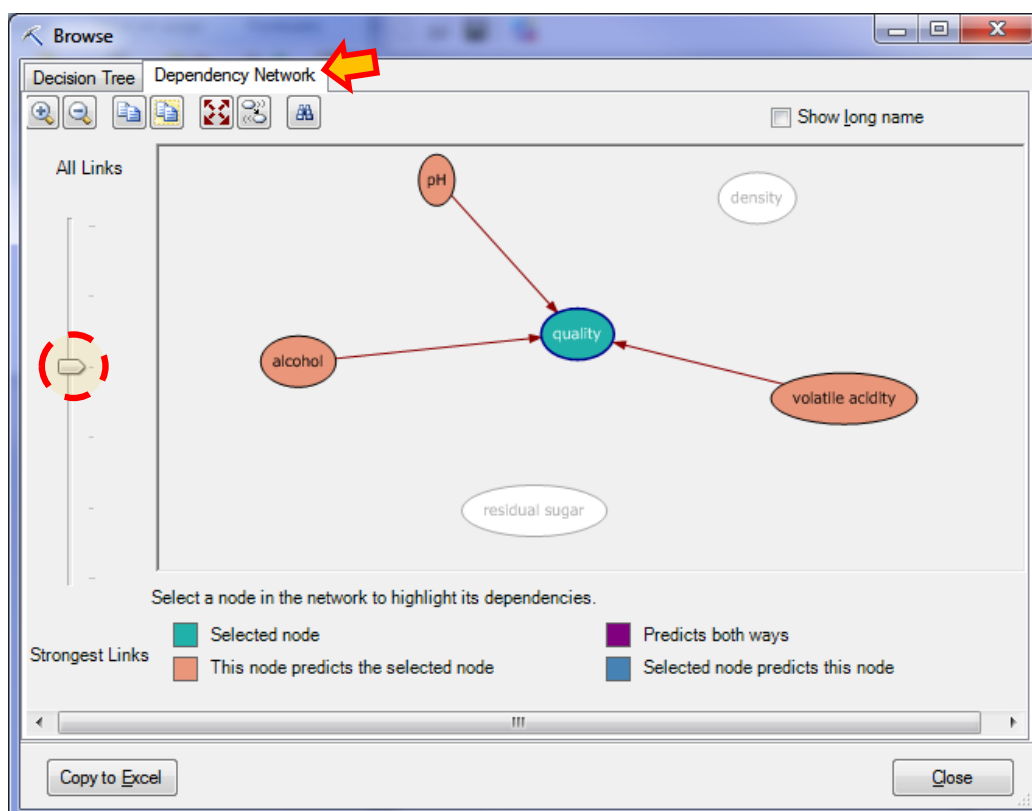 Browse
Decision Tree
Dependency Network
Show long name
All Links
pH
density
quality
alcohol
volatile acidity
residual sugar
Select a node in the network to highlight its dependencies.
Selected node
Predicts both ways
Strongest Links
This node predicts the selected node
Selected node predicts this node
Copy to Excel
Close